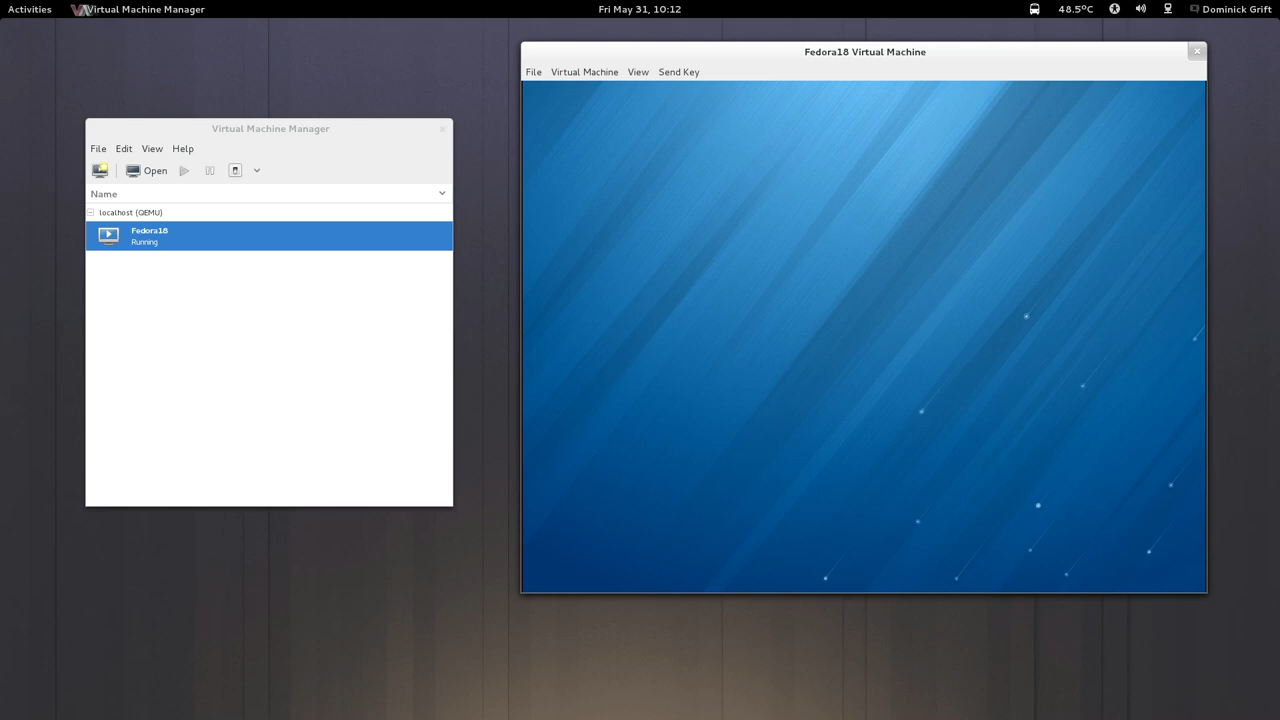 Activities Virtual Machine Manager Fri May 31, 10:12 48.5ºC Dominick Grift
Fedora18 Virtual Machine
File Virtual Machine View Send Key
Virtual Machine Manager
File Edit View Help
Open
Name
localhost (QEMU)
Fedora18
Running